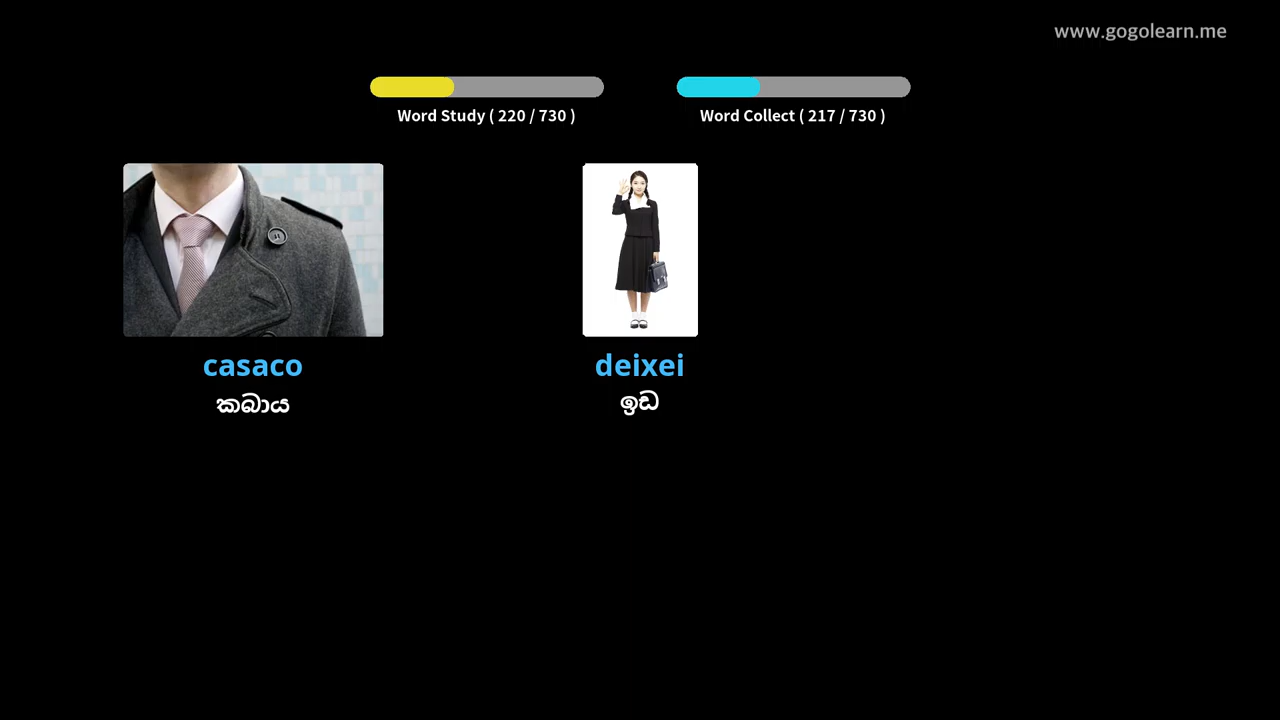 www.gogolearn.me
Word Study ( 220 / 730 )
Word Collect ( 217 / 730 )
casaco
deixei
කබාය
ඉඩ